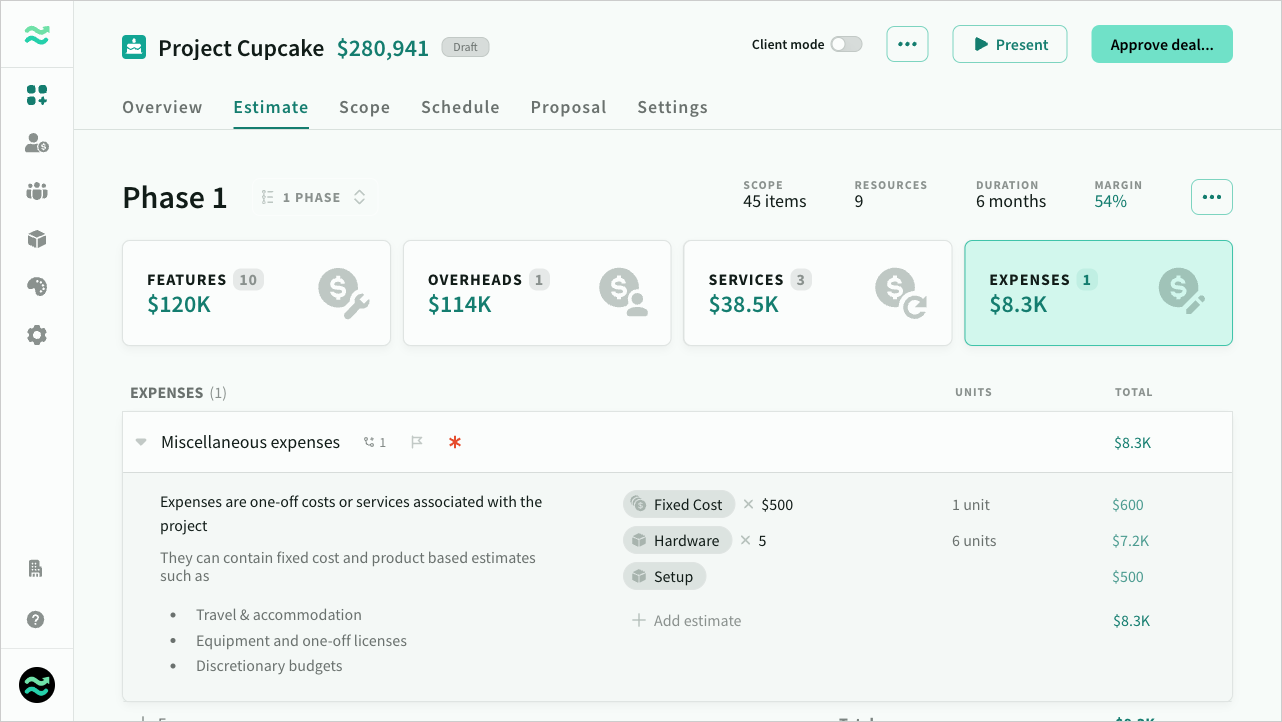 Project Cupcake $280,941 Draft
Client mode
Present
Approve deal...
Overview Estimate Scope Schedule Proposal Settings
Phase 1
1 PHASE
SCOPE
45 items
RESOURCES
9
DURATION
6 months
MARGIN
54%
FEATURES 10
$120K
OVERHEADS 1
$114K
SERVICES 3
$38.5K
EXPENSES 1
$8.3K
EXPENSES (1) UNITS TOTAL
Miscellaneous expenses 1 $8.3K
Expenses are one-off costs or services associated with the
project
They can contain fixed cost and product based estimates
such as
• Travel & accommodation
• Equipment and one-off licenses
• Discretionary budgets
Fixed Cost × $500 1 unit $600
Hardware × 5 6 units $7.2K
Setup $500
+ Add estimate $8.3K